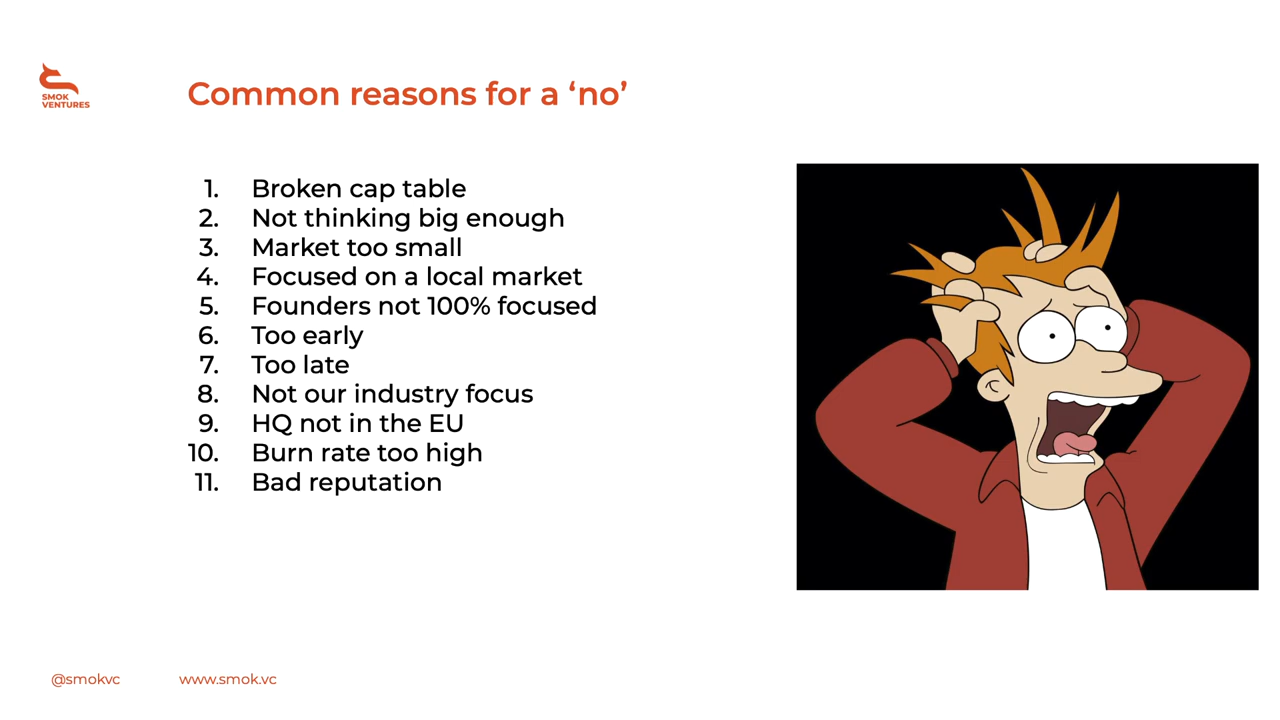 SMOK
VENTURES
Common reasons for a ‘no’
1. Broken cap table
2. Not thinking big enough
3. Market too small
4. Focused on a local market
5. Founders not 100% focused
6. Too early
7. Too late
8. Not our industry focus
9. HQ not in the EU
10. Burn rate too high
11. Bad reputation
@smokvc www.smok.vc